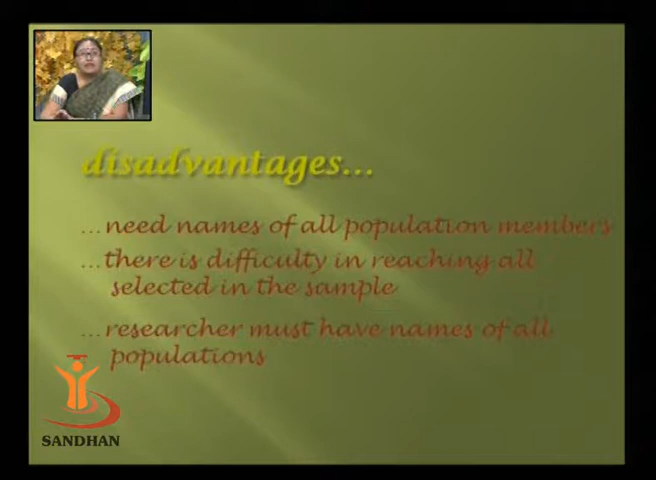 disadvantages...
...need names of all population members
...there is difficulty in reaching all
selected in the sample
...researcher must have names of all
populations
SANDHAN